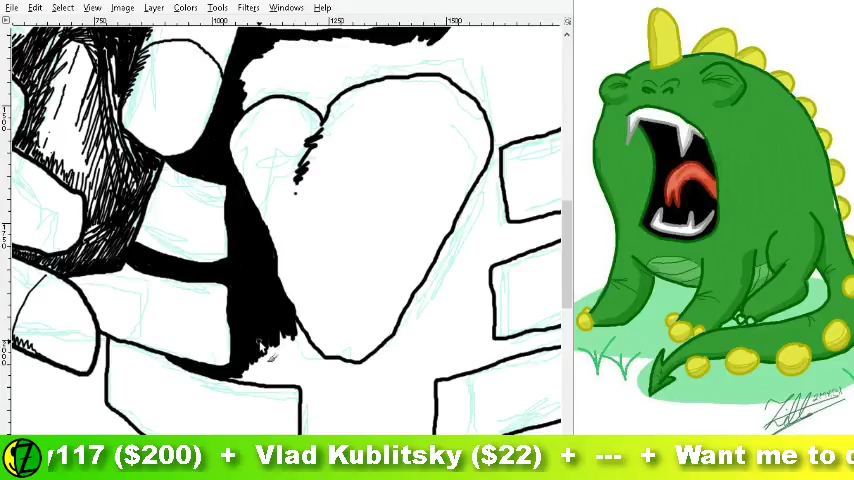 File Edit Select View Image Layer Colors Tools Filters Windows Help
750 1000 1250 1500
Z y117 ($200) + Vlad Kublitsky ($22) + --- + Want me to